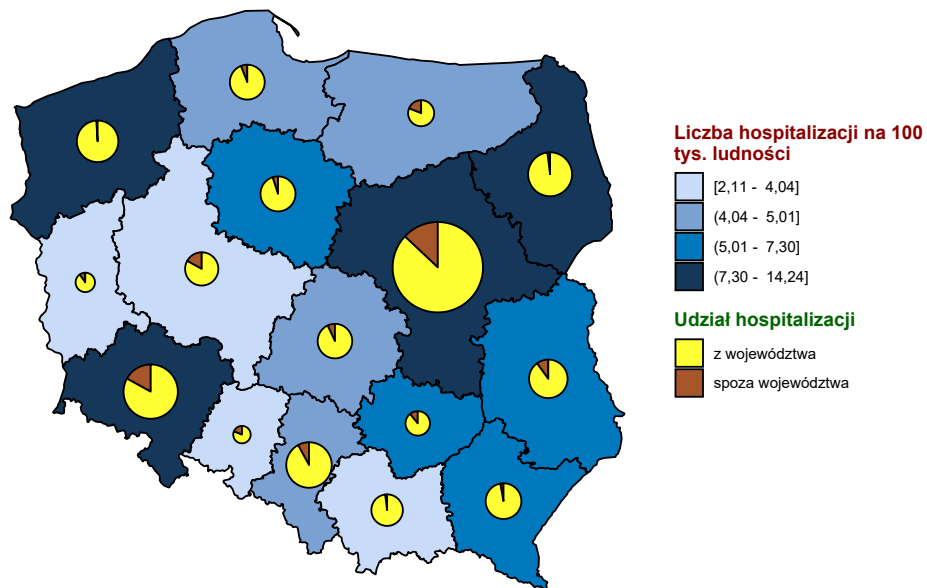 Liczba hospitalizacji na 100
tys. ludności
[2,11 - 4,04]
(4,04 - 5,01]
(5,01 - 7,30]
(7,30 - 14,24]
Udział hospitalizacji
z województwa
spoza województwa